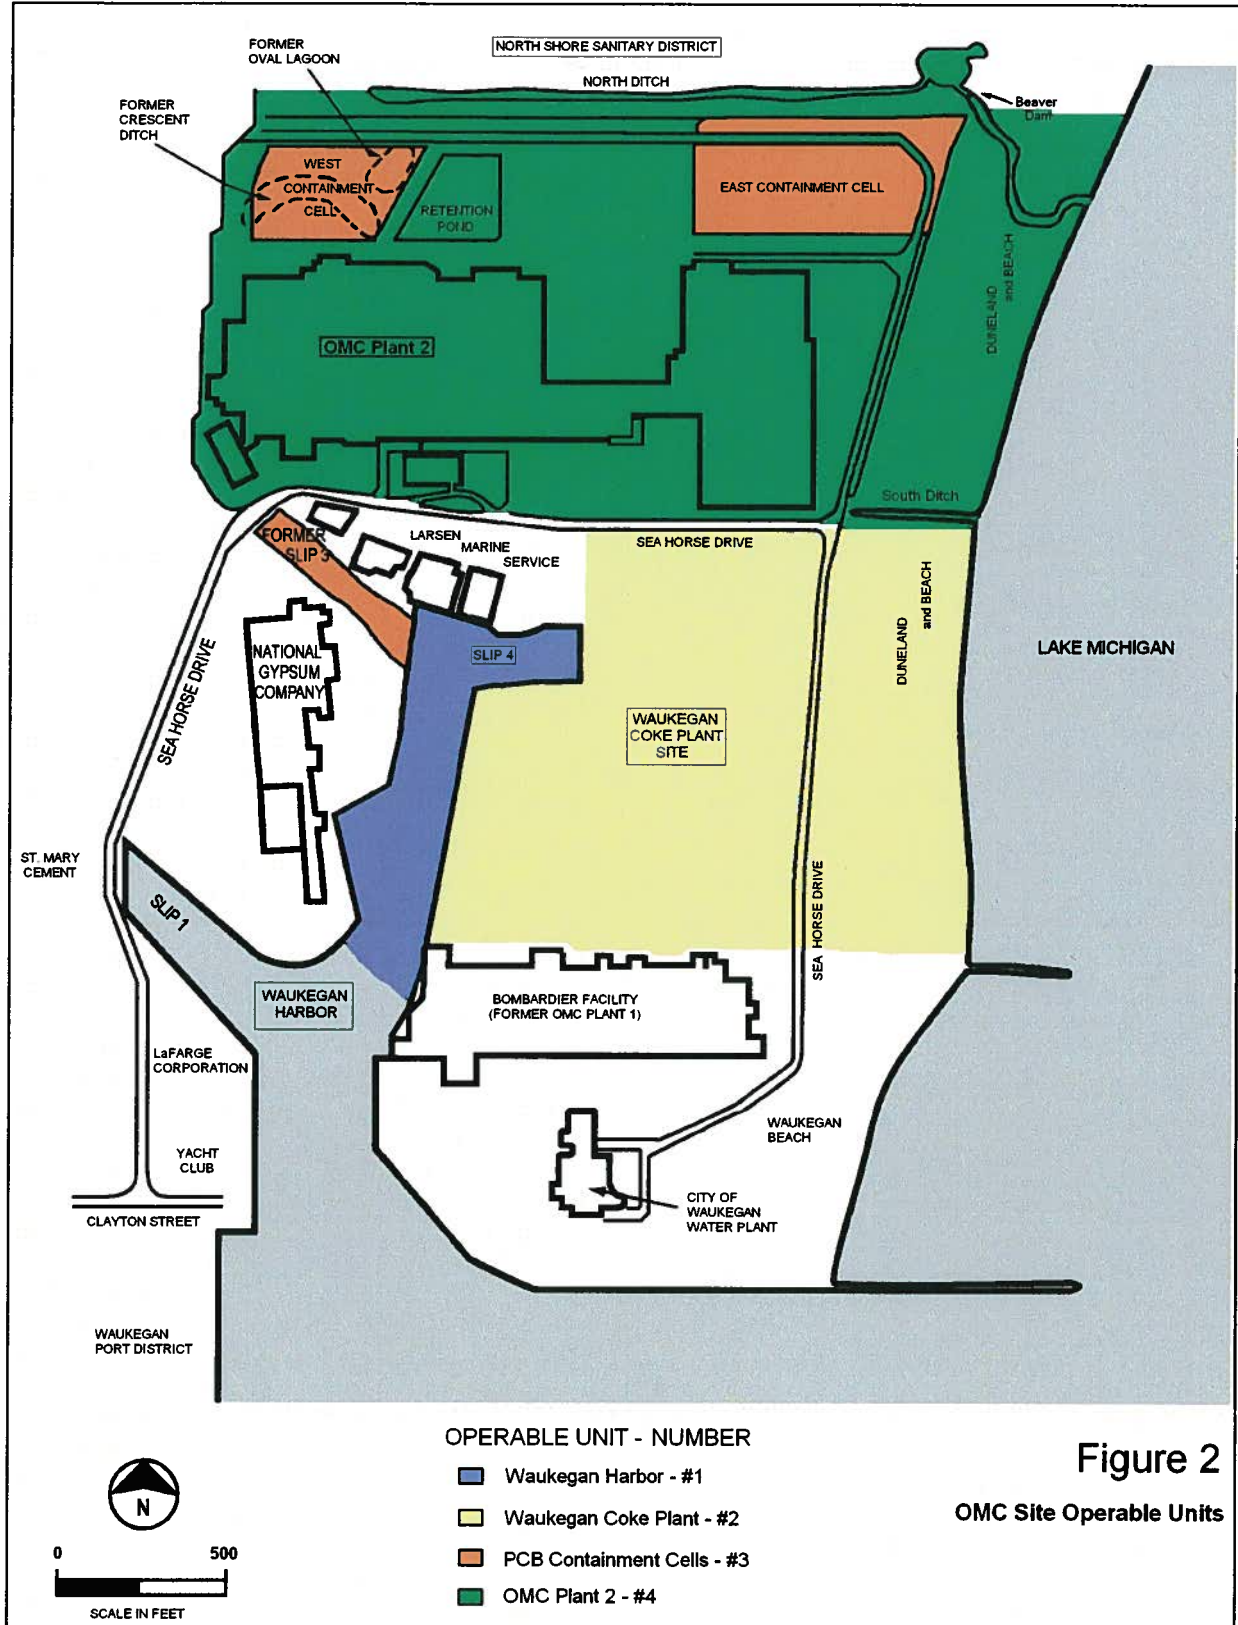 FORMER
OVAL LAGOON
NORTH SHORE SANITARY DISTRICT
NORTH DITCH
FORMER
CRESCENT
DITCH
Beaver
Dam
WEST
CONTAINMENT
CELL
RETENTION
POND
EAST CONTAINMENT CELL
DUNELAND
and BEACH
OMC Plant 2
South Ditch
FORMER
SLIP 3
LARSEN
MARINE
SERVICE
SEA HORSE DRIVE
DUNELAND
and BEACH
LAKE MICHIGAN
SLIP 4
NATIONAL
GYPSUM
COMPANY
SEA HORSE DRIVE
WAUKEGAN
COKE PLANT
SITE
ST. MARY
CEMENT
SLIP 1
SEA HORSE DRIVE
WAUKEGAN
HARBOR
BOMBARDIER FACILITY
(FORMER OMC PLANT 1)
LaFARGE
CORPORATION
WAUKEGAN
BEACH
YACHT
CLUB
CITY OF
WAUKEGAN
WATER PLANT
CLAYTON STREET
WAUKEGAN
PORT DISTRICT
OPERABLE UNIT - NUMBER
Waukegan Harbor - #1
Waukegan Coke Plant - #2
PCB Containment Cells - #3
OMC Plant 2 - #4
Figure 2
OMC Site Operable Units
N
0 500
SCALE IN FEET